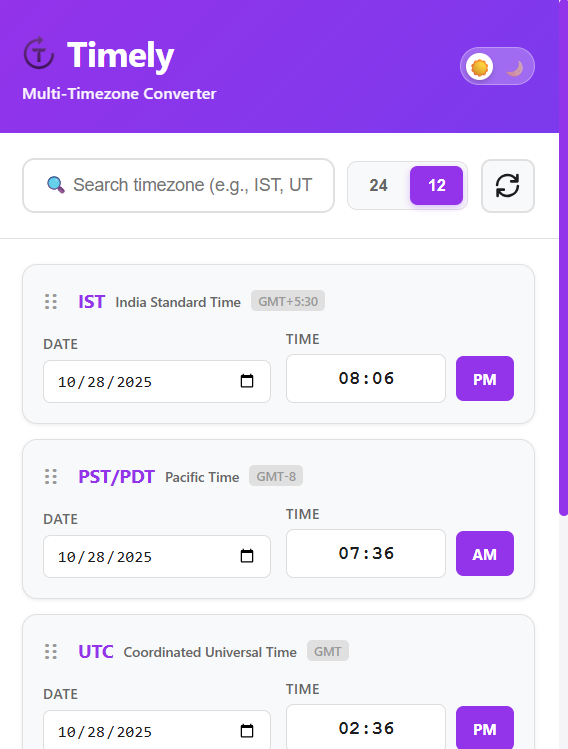 Timely
Multi-Timezone Converter
Search timezone (e.g., IST, UT
24 12
IST India Standard Time GMT+5:30
DATE TIME
10/28/2025 08:06 PM
PST/PDT Pacific Time GMT-8
DATE TIME
10/28/2025 07:36 AM
UTC Coordinated Universal Time GMT
DATE TIME
10/28/2025 02:36 PM